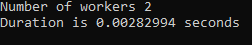 Number of workers 2
Duration is 0.00282994 seconds